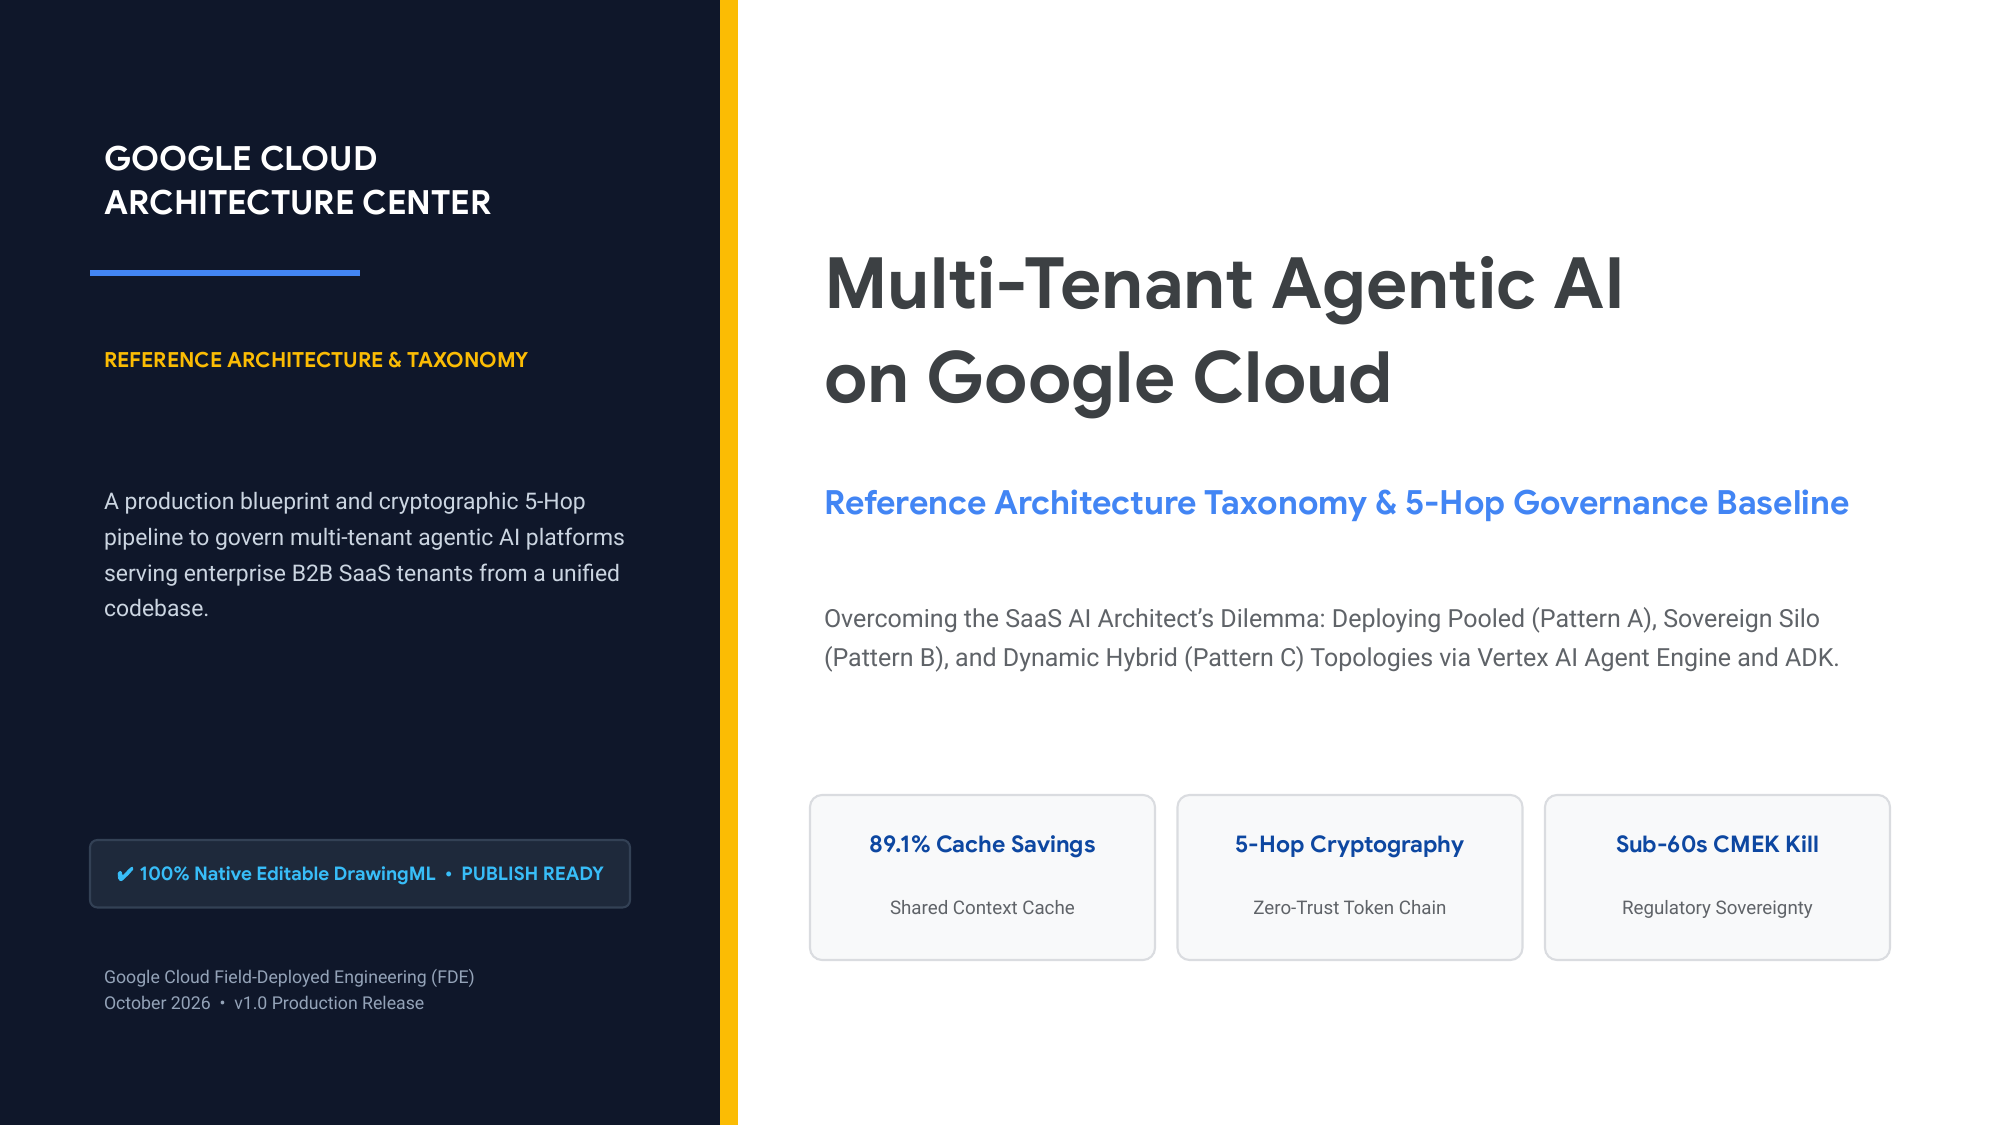 GOOGLE CLOUD
ARCHITECTURE CENTER
REFERENCE ARCHITECTURE & TAXONOMY
A production blueprint and cryptographic 5-Hop
pipeline to govern multi-tenant agentic AI platforms
serving enterprise B2B SaaS tenants from a unified
codebase.
✔ 100% Native Editable DrawingML • PUBLISH READY
Google Cloud Field-Deployed Engineering (FDE)
October 2026 • v1.0 Production Release
Multi-Tenant Agentic AI
on Google Cloud
Reference Architecture Taxonomy & 5-Hop Governance Baseline
Overcoming the SaaS AI Architect’s Dilemma: Deploying Pooled (Pattern A), Sovereign Silo
(Pattern B), and Dynamic Hybrid (Pattern C) Topologies via Vertex AI Agent Engine and ADK.
89.1% Cache Savings
Shared Context Cache
5-Hop Cryptography
Zero-Trust Token Chain
Sub-60s CMEK Kill
Regulatory Sovereignty